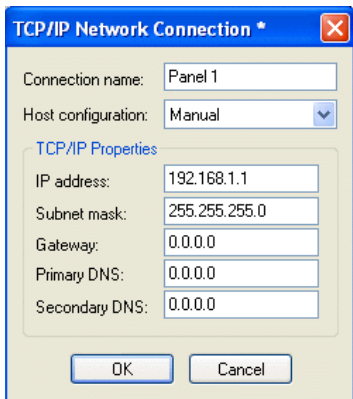 TCP/IP Network Connection *
Connection name: Panel 1
Host configuration: Manual
TCP/IP Properties
IP address: 192.168.1.1
Subnet mask: 255.255.255.0
Gateway: 0.0.0.0
Primary DNS: 0.0.0.0
Secondary DNS: 0.0.0.0
OK Cancel